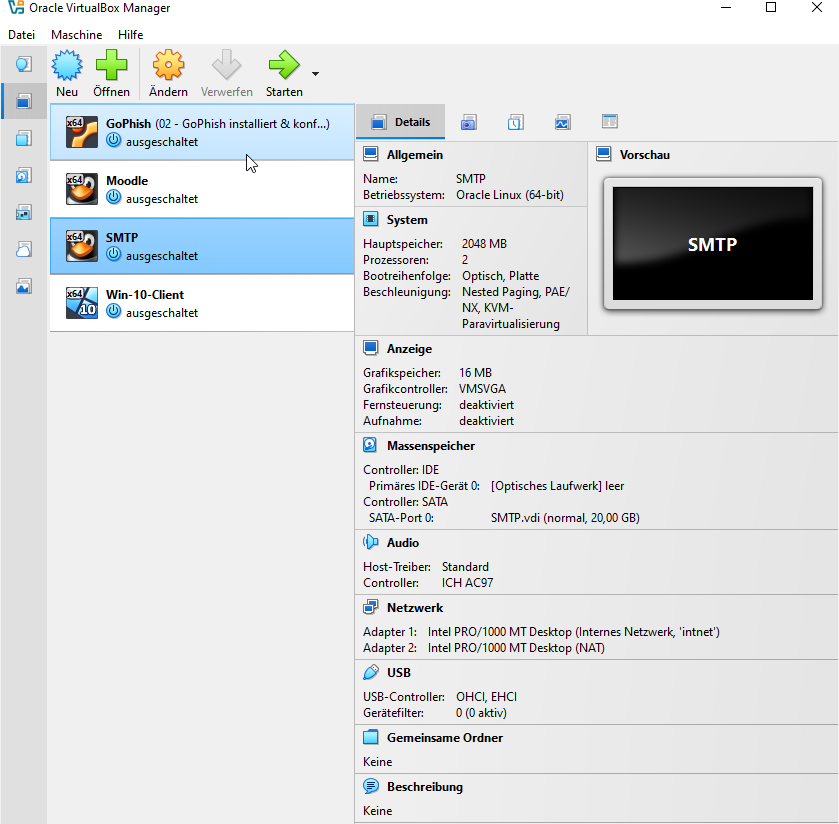 Oracle VirtualBox Manager
Datei Maschine Hilfe
Neu Öffnen Ändern Verwerfen Starten
x64
GoPhish (02 - GoPhish installiert & konf...)
ausgeschaltet
x64
Moodle
ausgeschaltet
x64
SMTP
ausgeschaltet
x64
10
Win-10-Client
ausgeschaltet
Details
Allgemein
Name: SMTP
Betriebssystem: Oracle Linux (64-bit)
Vorschau
SMTP
System
Hauptspeicher: 2048 MB
Prozessoren: 2
Bootreihenfolge: Optisch, Platte
Beschleunigung: Nested Paging, PAE/
NX, KVM-
Paravirtualisierung
Anzeige
Grafikspeicher: 16 MB
Grafikcontroller: VMSVGA
Fernsteuerung: deaktiviert
Aufnahme: deaktiviert
Massenspeicher
Controller: IDE
Primäres IDE-Gerät 0: [Optisches Laufwerk] leer
Controller: SATA
SATA-Port 0: SMTP.vdi (normal, 20,00 GB)
Audio
Host-Treiber: Standard
Controller: ICH AC97
Netzwerk
Adapter 1: Intel PRO/1000 MT Desktop (Internes Netzwerk, 'intnet')
Adapter 2: Intel PRO/1000 MT Desktop (NAT)
USB
USB-Controller: OHCI, EHCI
Gerätefilter: 0 (0 aktiv)
Gemeinsame Ordner
Keine
Beschreibung
Keine